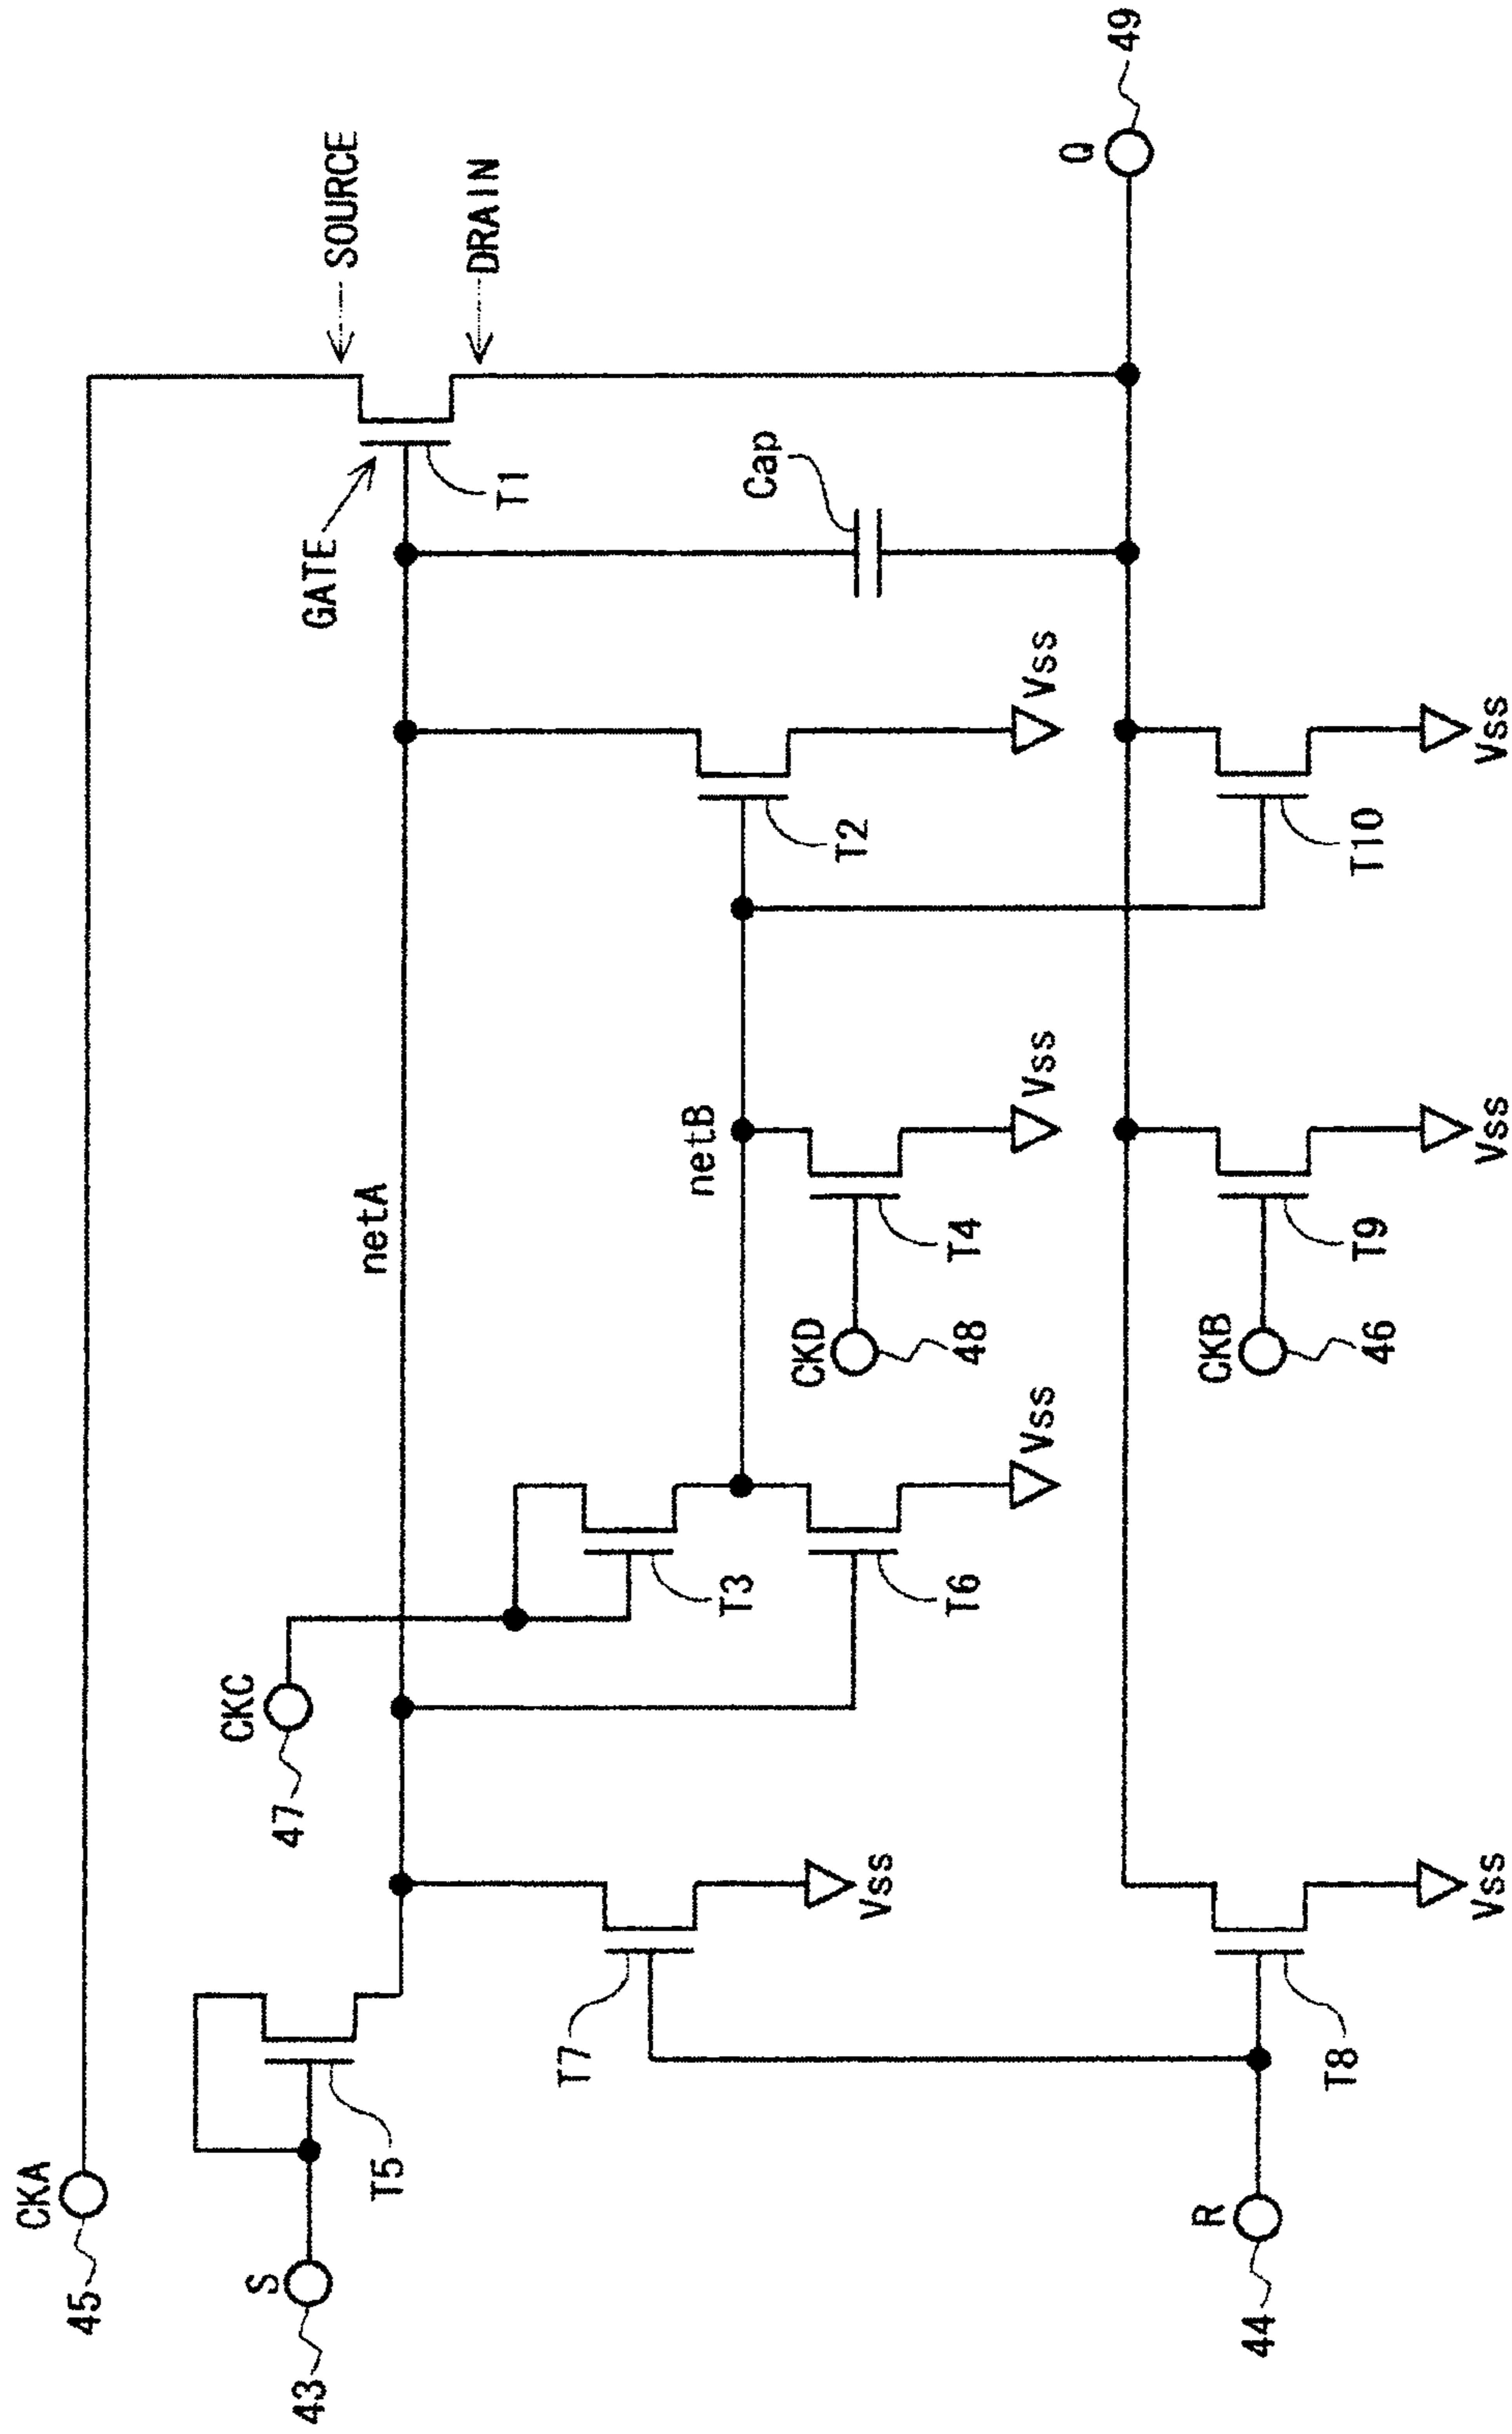 CKA
45
S
43
T5
CKC
47
netA
GATE
SOURCE
DRAIN
T1
T7
Vss
T3
T6
Vss
netB
CKD
48
T4
Vss
T2
Vss
Cap
R
44
T8
Vss
CKB
46
T9
Vss
T10
Vss
Q
49